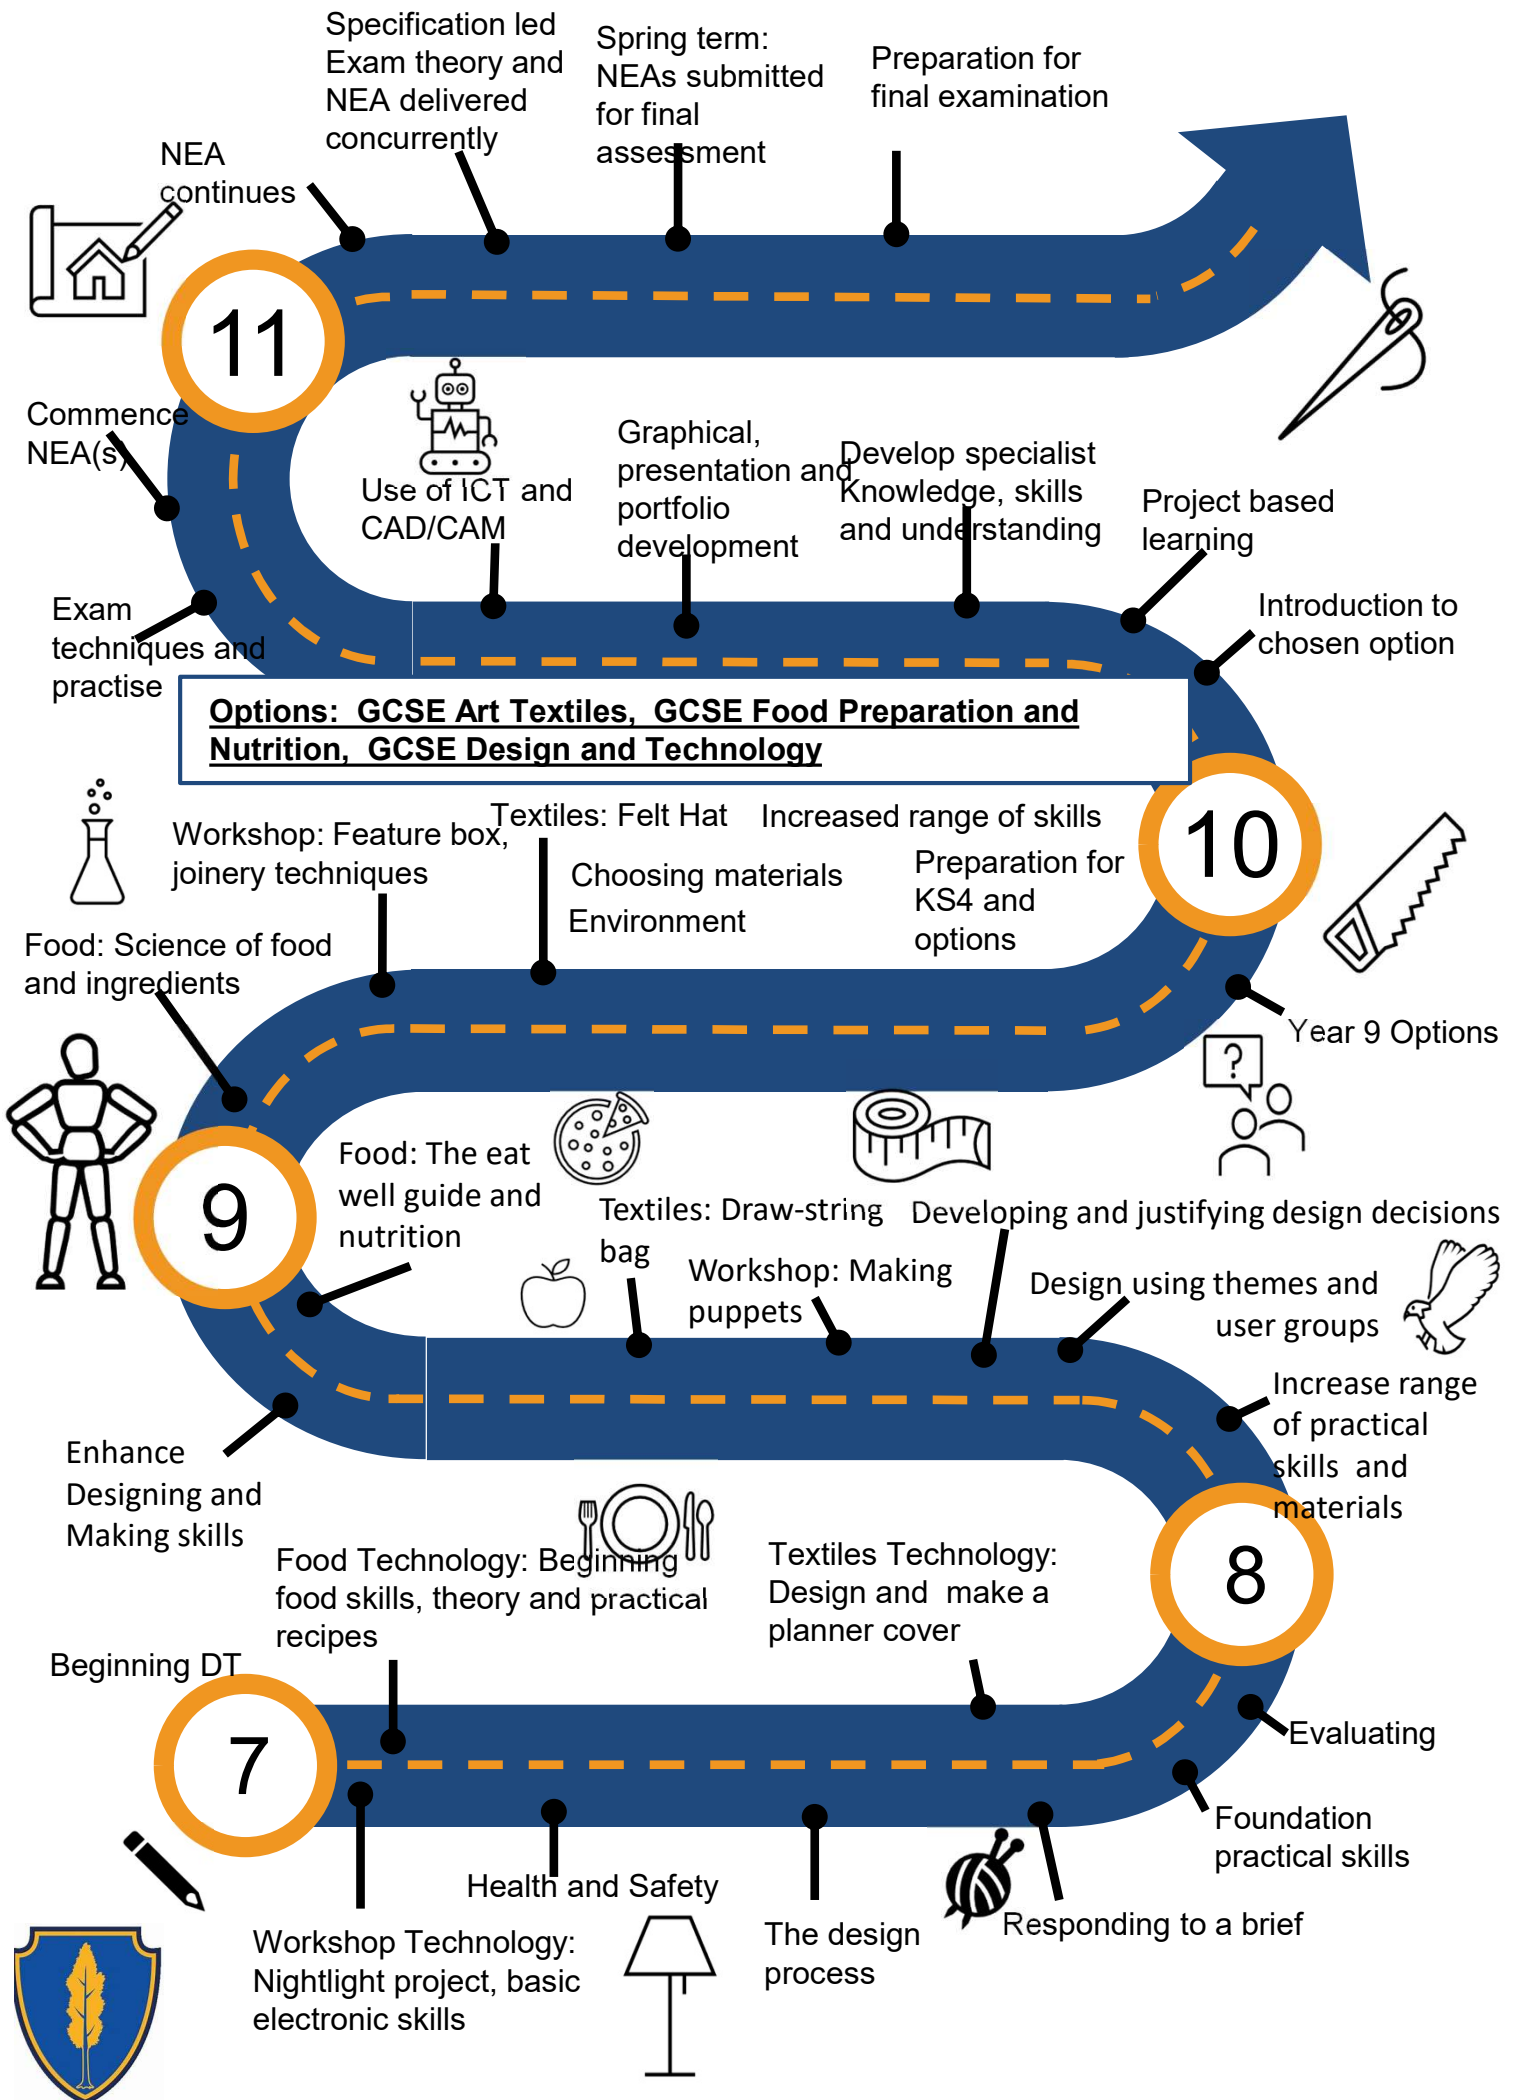 Specification led
Exam theory and
NEA delivered
concurrently
Spring term:
NEAs submitted
for final
assessment
Preparation for
final examination
NEA
continues
11
Commence
NEA(s)
Use of ICT and
CAD/CAM
Graphical,
presentation and
portfolio
development
Develop specialist
Knowledge, skills
and understanding
Project based
learning
Introduction to
chosen option
Exam
techniques and
practise
Options:  GCSE Art Textiles,  GCSE Food Preparation and
Nutrition,  GCSE Design and Technology
10
Textiles: Felt Hat
Increased range of skills
Workshop: Feature box,
joinery techniques
Choosing materials
Environment
Preparation for
KS4 and
options
Food: Science of food
and ingredients
Year 9 Options
?
9
Food: The eat
well guide and
nutrition
Textiles: Draw-string
bag
Workshop: Making
puppets
Developing and justifying design decisions
Design using themes and
user groups
Increase range
of practical
skills  and
materials
Enhance
Designing and
Making skills
8
Food Technology: Beginning
food skills, theory and practical
recipes
Textiles Technology:
Design and  make a
planner cover
Beginning DT
7
Evaluating
Foundation
practical skills
Health and Safety
Responding to a brief
The design
process
Workshop Technology:
Nightlight project, basic
electronic skills